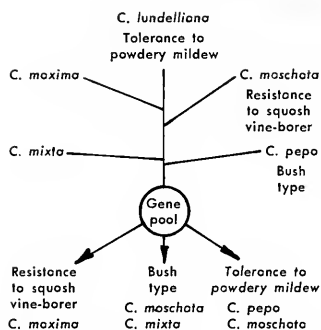 C. lundelliana
Tolerance to
powdery mildew
C. maxima
C. moschata
Resistance
to squash
vine-borer
C. mixta
C. pepo
Bush
type
Gene
pool
Resistance
to squash
vine-borer
C. maxima
Bush
type
C. moschata
C. mixta
Tolerance to
powdery mildew
C. pepo
C. moschata